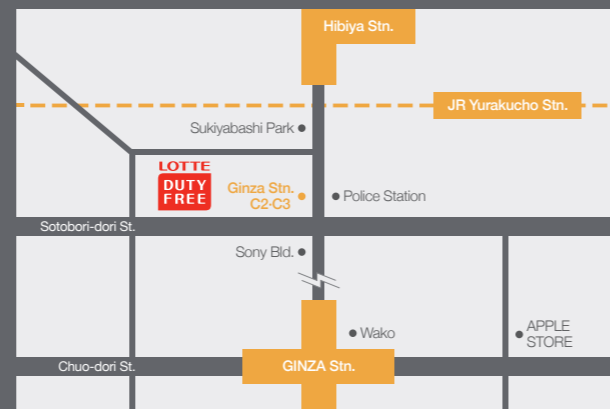 Hibiya Stn.
JR Yurakucho Stn.
Sukiyabashi Park
LOTTE
DUTY
FREE
Ginza Stn.
C2-C3
Police Station
Sotobori-dori St.
Sony Bld.
Wako
APPLE
STORE
Chuo-dori St.
GINZA Stn.